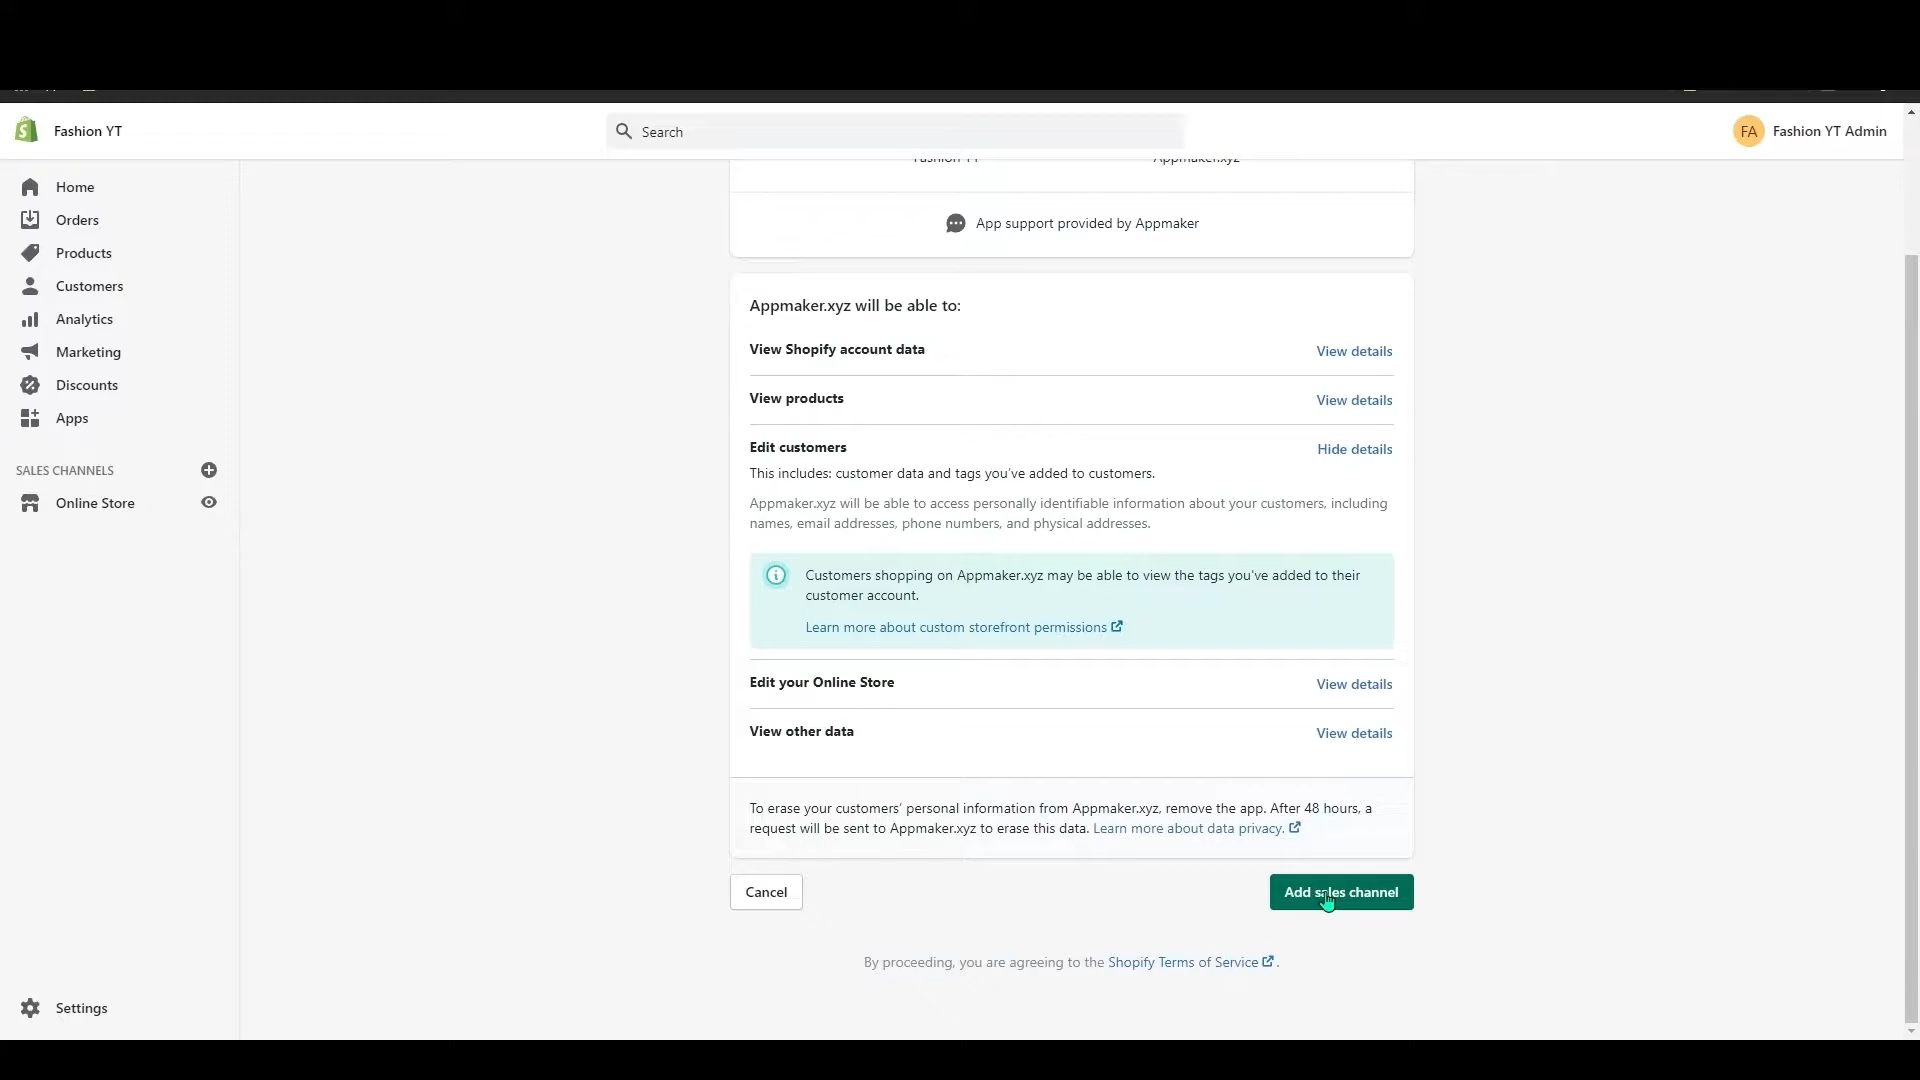 Fashion YT
Search
FA
Fashion YT Admin
Home
Orders
Products
Customers
Analytics
Marketing
Discounts
Apps
SALES CHANNELS
Online Store
Settings
Fashion YT
Appmaker.xyz
App support provided by Appmaker
Appmaker.xyz will be able to:
View Shopify account data
View details
View products
View details
Edit customers
Hide details
This includes: customer data and tags you've added to customers.
Appmaker.xyz will be able to access personally identifiable information about your customers, including
names, email addresses, phone numbers, and physical addresses.
Customers shopping on Appmaker.xyz may be able to view the tags you've added to their
customer account.
Learn more about custom storefront permissions
Edit your Online Store
View details
View other data
View details
To erase your customers' personal information from Appmaker.xyz, remove the app. After 48 hours, a
request will be sent to Appmaker.xyz to erase this data. Learn more about data privacy.
Cancel
Add sales channel
By proceeding, you are agreeing to the Shopify Terms of Service.